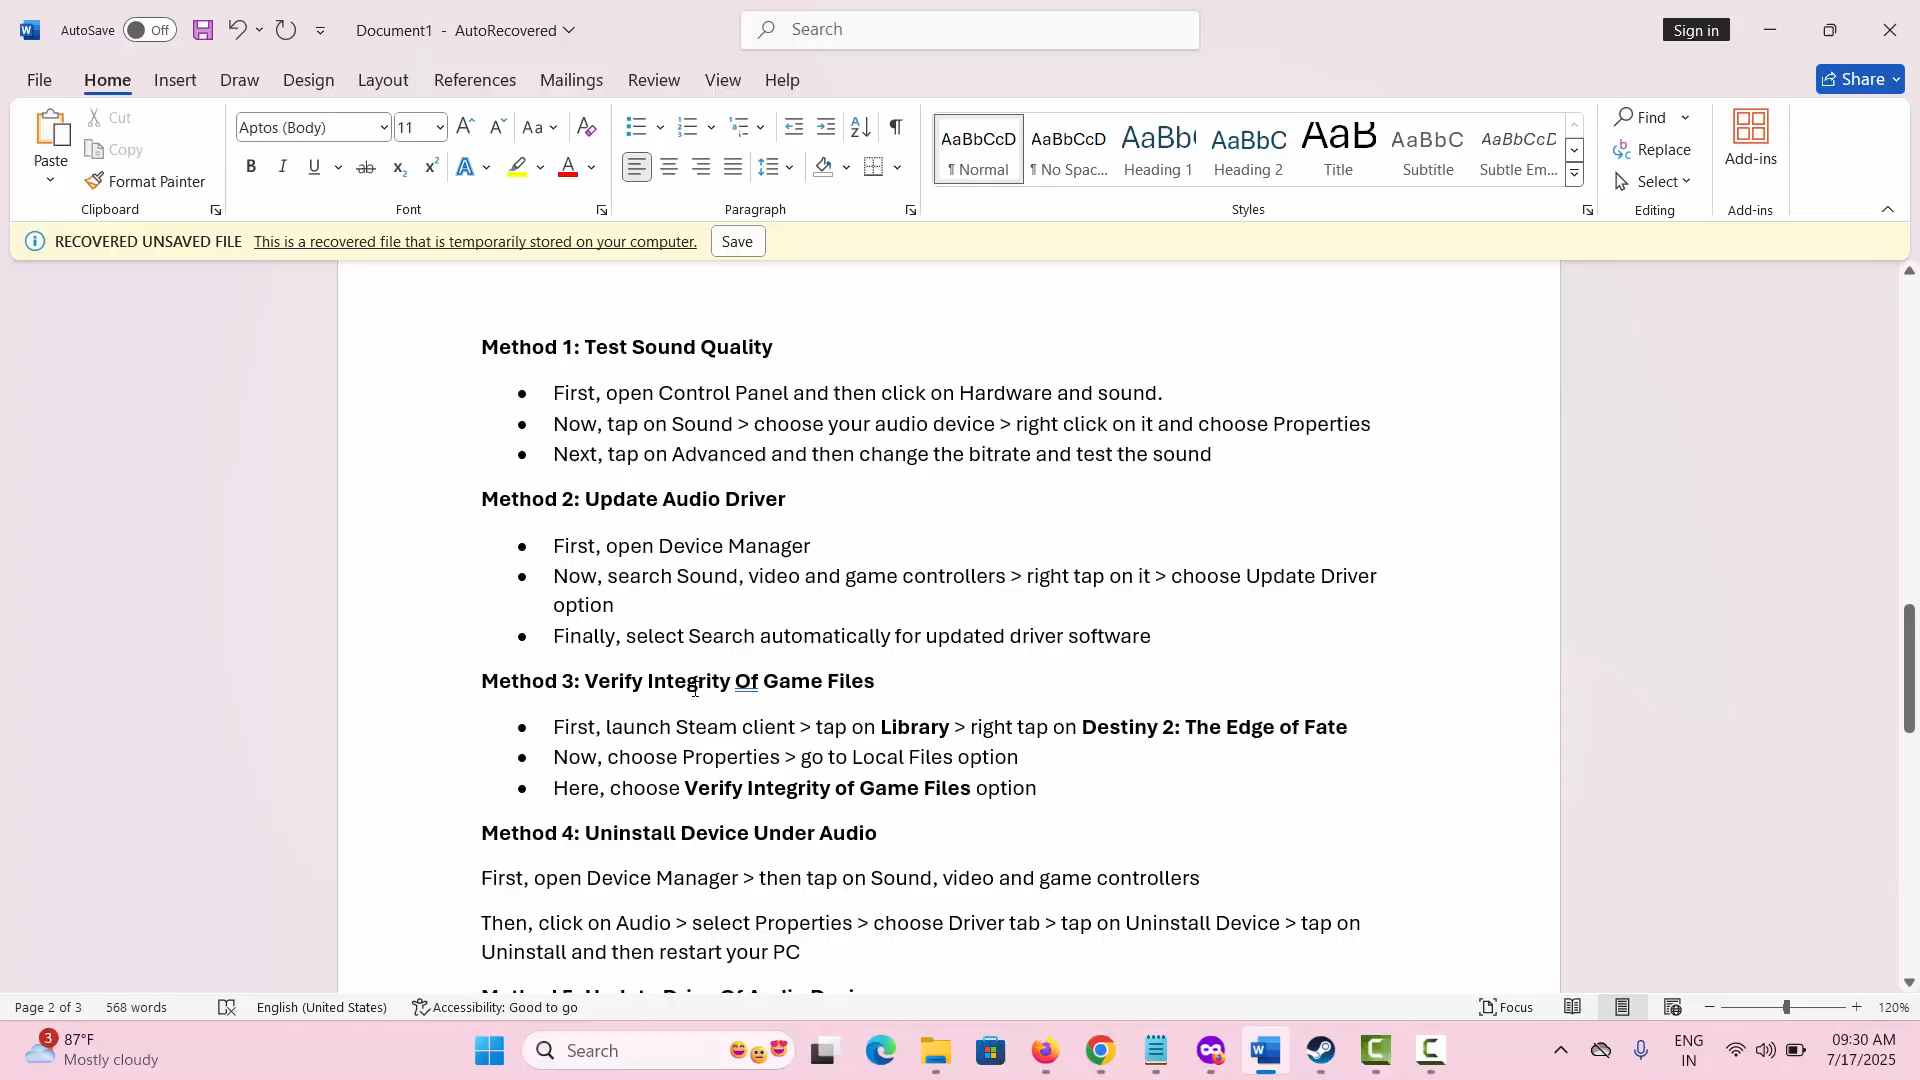 AutoSave Off Document1 - AutoRecovered Search Sign in
File Home Insert Draw Design Layout References Mailings Review View Help Share
Paste Cut Copy Format Painter
Clipboard
Aptos (Body) 11
Font
Paragraph
AaBbCcD ¶ Normal
AaBbCcD ¶ No Spac...
AaBb( Heading 1
AaBbC Heading 2
AaB Title
AaBbC Subtitle
AaBbCcD Subtle Em...
Styles
Find
Replace
Select
Editing
Add-ins
Add-ins
RECOVERED UNSAVED FILE This is a recovered file that is temporarily stored on your computer. Save
Method 1: Test Sound Quality
• First, open Control Panel and then click on Hardware and sound.
• Now, tap on Sound > choose your audio device > right click on it and choose Properties
• Next, tap on Advanced and then change the bitrate and test the sound
Method 2: Update Audio Driver
• First, open Device Manager
• Now, search Sound, video and game controllers > right tap on it > choose Update Driver
option
• Finally, select Search automatically for updated driver software
Method 3: Verify Integrity Of Game Files
• First, launch Steam client > tap on Library > right tap on Destiny 2: The Edge of Fate
• Now, choose Properties > go to Local Files option
• Here, choose Verify Integrity of Game Files option
Method 4: Uninstall Device Under Audio
First, open Device Manager > then tap on Sound, video and game controllers
Then, click on Audio > select Properties > choose Driver tab > tap on Uninstall Device > tap on
Uninstall and then restart your PC
Page 2 of 3 568 words English (United States) Accessibility: Good to go Focus 120%
3 87°F
Mostly cloudy
Search
ENG
IN
09:30 AM
7/17/2025